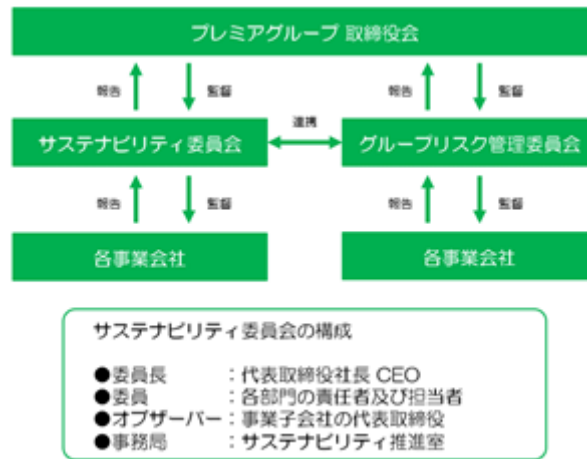 プレミアグループ 取締役会
報告 監督 報告 監督
連携
サステナビリティ委員会 グループリスク管理委員会
報告 監督 報告 監督
各事業会社 各事業会社
サステナビリティ委員会の構成
●委員長 :代表取締役社長 CEO
●委員 :各部門の責任者及び担当者
●オブザーバー:事業子会社の代表取締役
●事務局 :サステナビリティ推進室